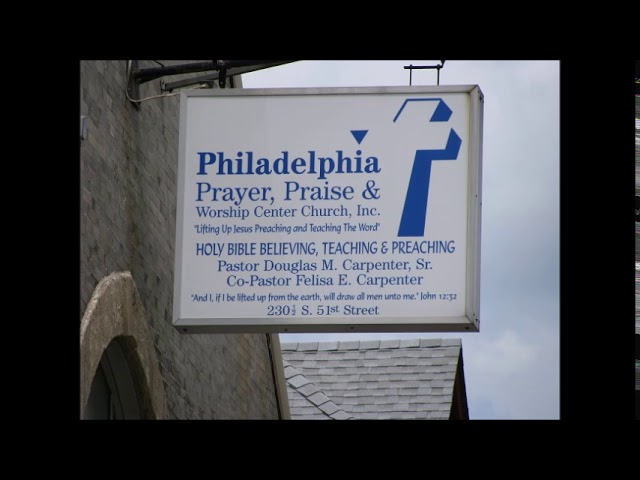 Philadelphia
Prayer, Praise &
Worship Center Church, Inc.
"Lifting Up Jesus Preaching and Teaching The Word"
HOLY BIBLE BELIEVING, TEACHING & PREACHING
Pastor Douglas M. Carpenter, Sr.
Co-Pastor Felisa E. Carpenter
"And I, if I be lifted up from the earth, will draw all men unto me." John 12:32
230½ S. 51st Street